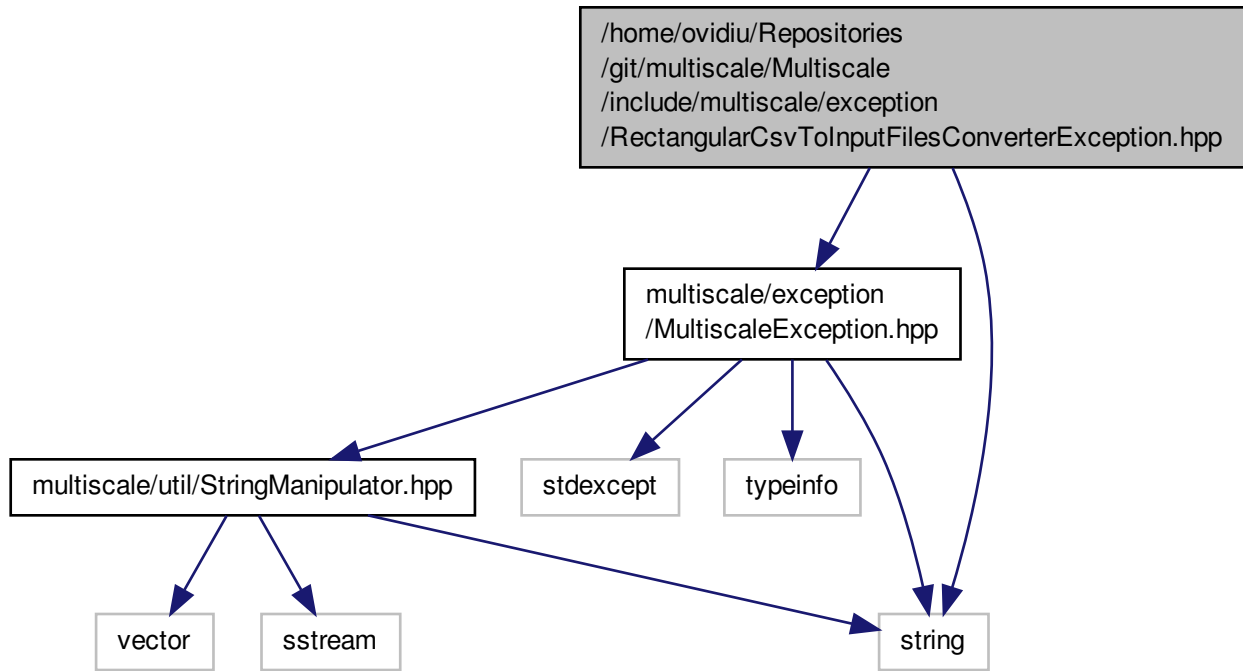 /home/ovidiu/Repositories
/git/multiscale/Multiscale
/include/multiscale/exception
/RectangularCsvToInputFilesConverterException.hpp
multiscale/exception
/MultiscaleException.hpp
multiscale/util/StringManipulator.hpp
stdexcept
typeinfo
vector
sstream
string